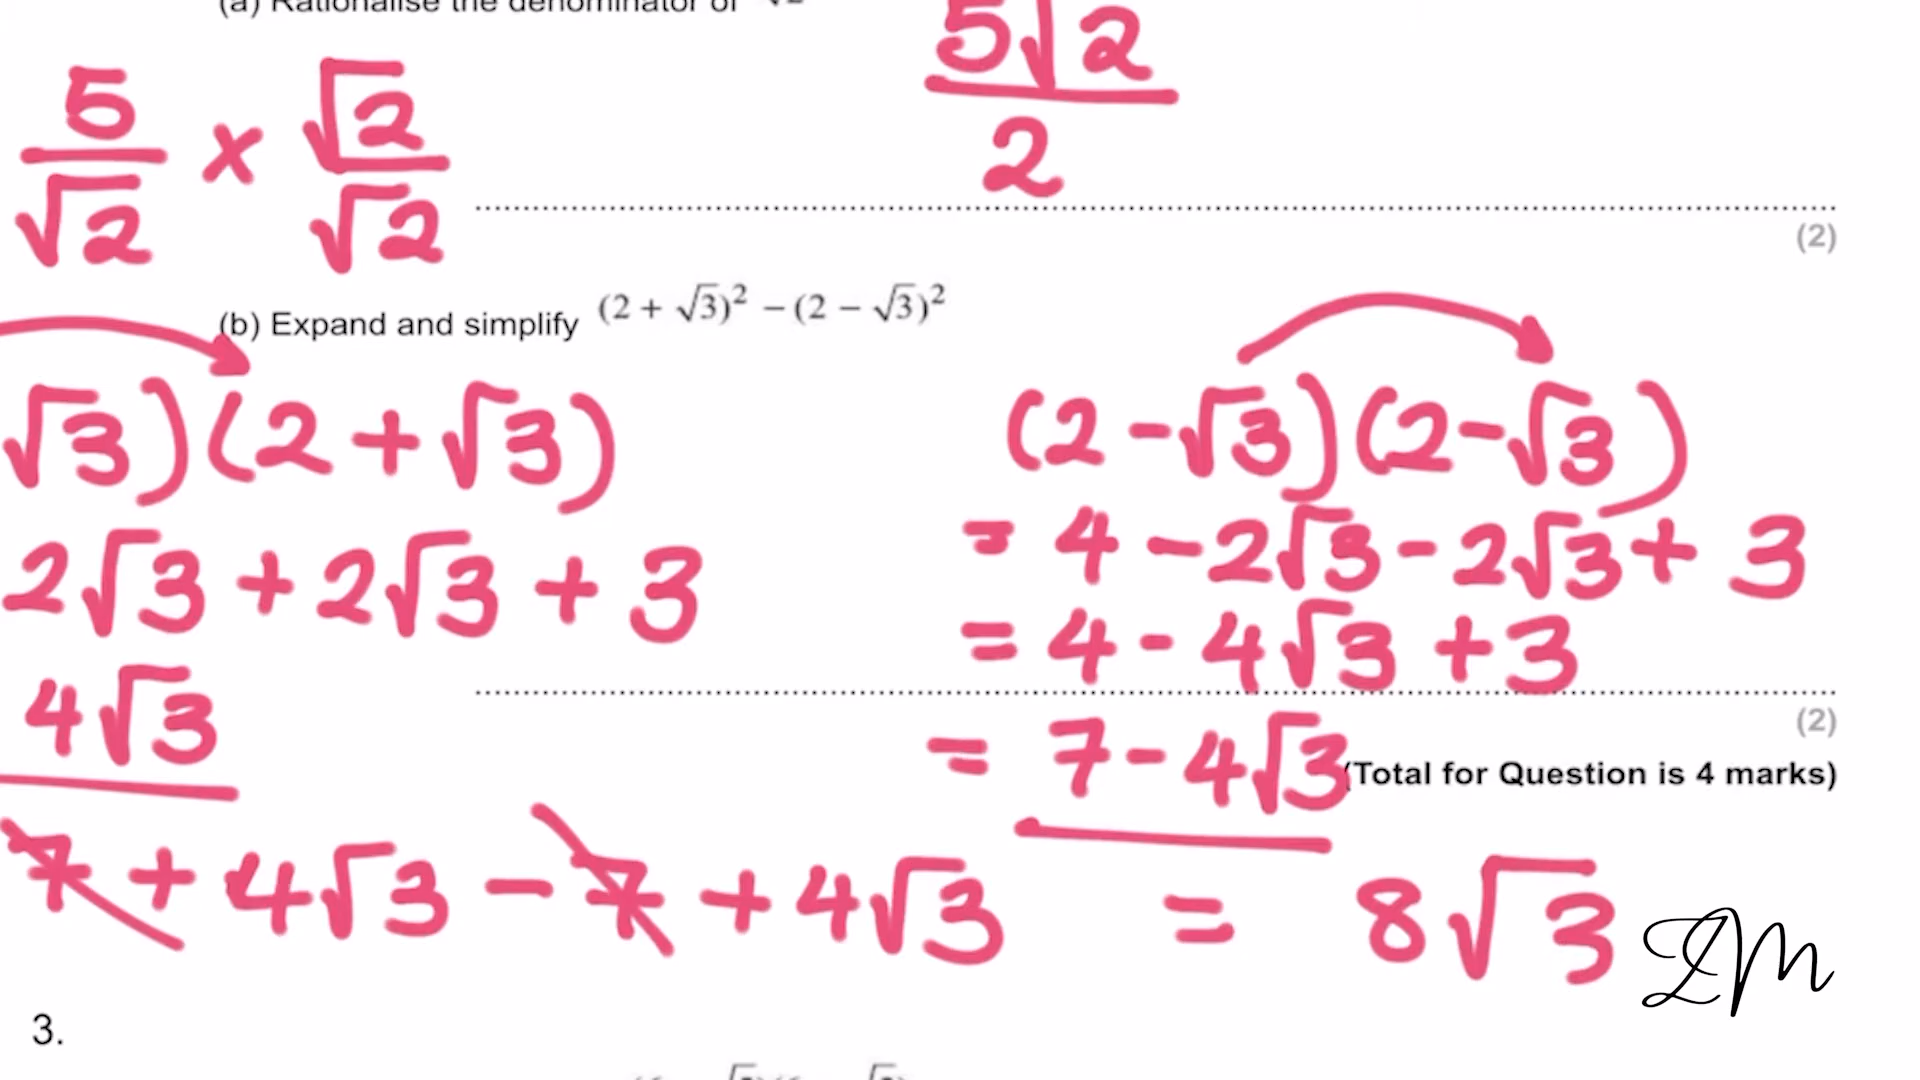 (a) Rationalise the denominator of
5/√2 × √2/√2
5√2/2
(2)
(b) Expand and simplify (2 + √3)² − (2 − √3)²
√3)(2 + √3)
2√3 + 2√3 + 3
4√3
(2 - √3)(2 - √3)
= 4 - 2√3 - 2√3 + 3
= 4 - 4√3 + 3
(2)
= 7 - 4√3
(Total for Question is 4 marks)
7 + 4√3 - 7 + 4√3 = 8√3
LM
3.